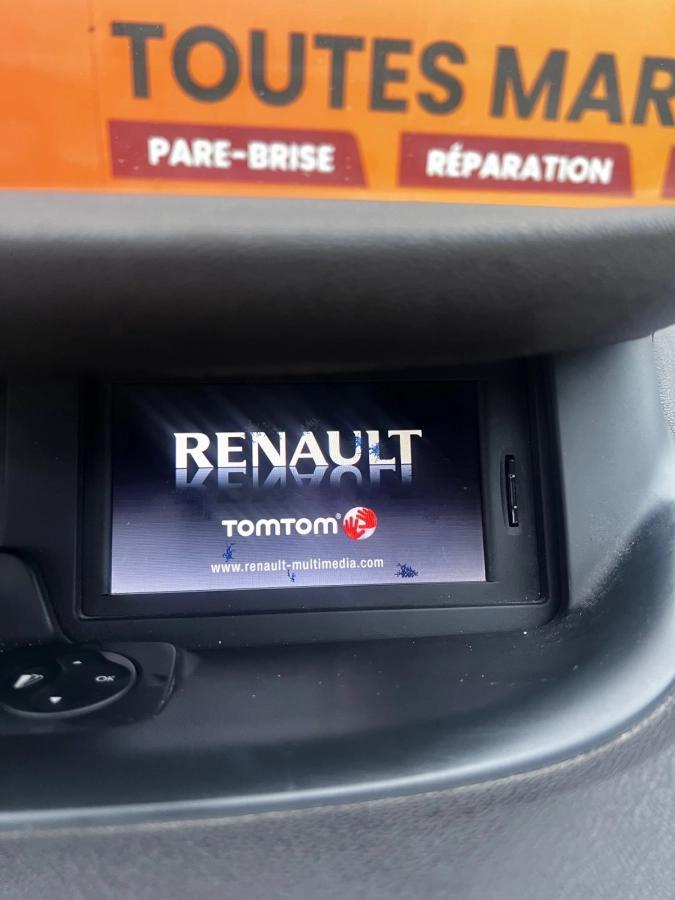 TOUTES MAR
PARE-BRISE
RÉPARATION
RENAULT
TOMTOM®
www.renault-multimedia.com
OK